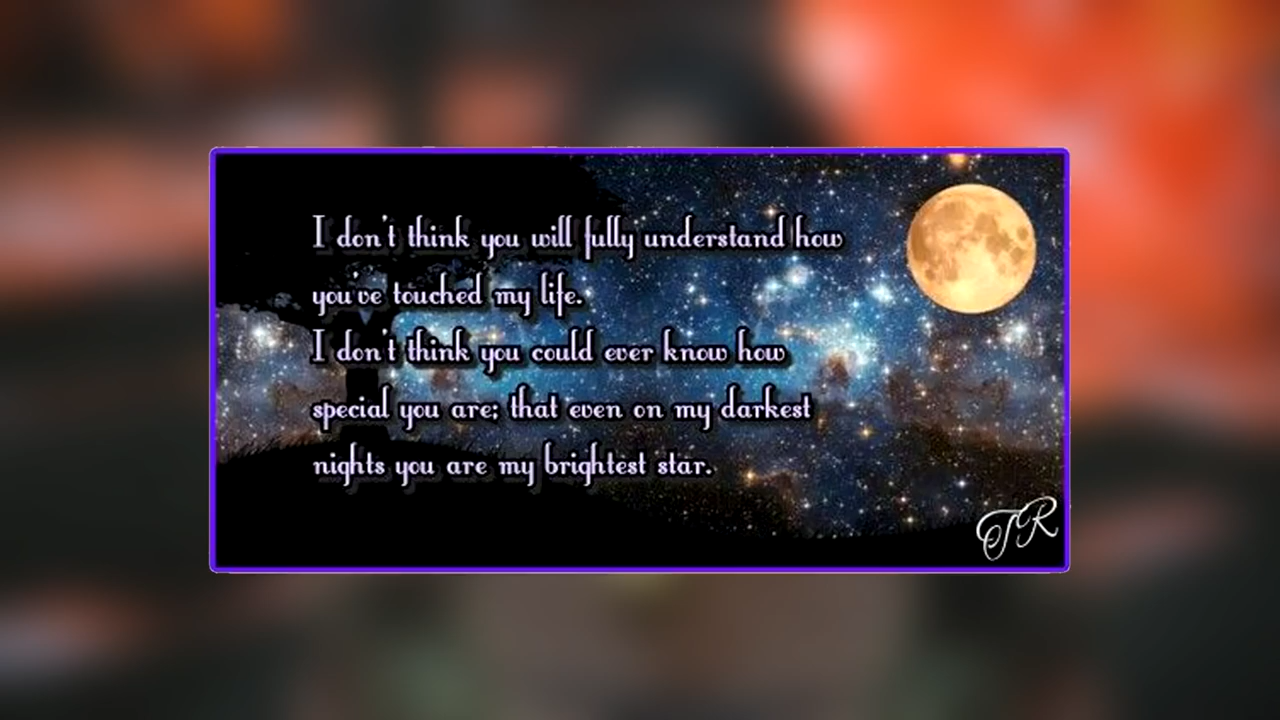 I don't think you will fully understand how
you've touched my life.
I don't think you could ever know how
special you are; that even on my darkest
nights you are my brightest star.
TR